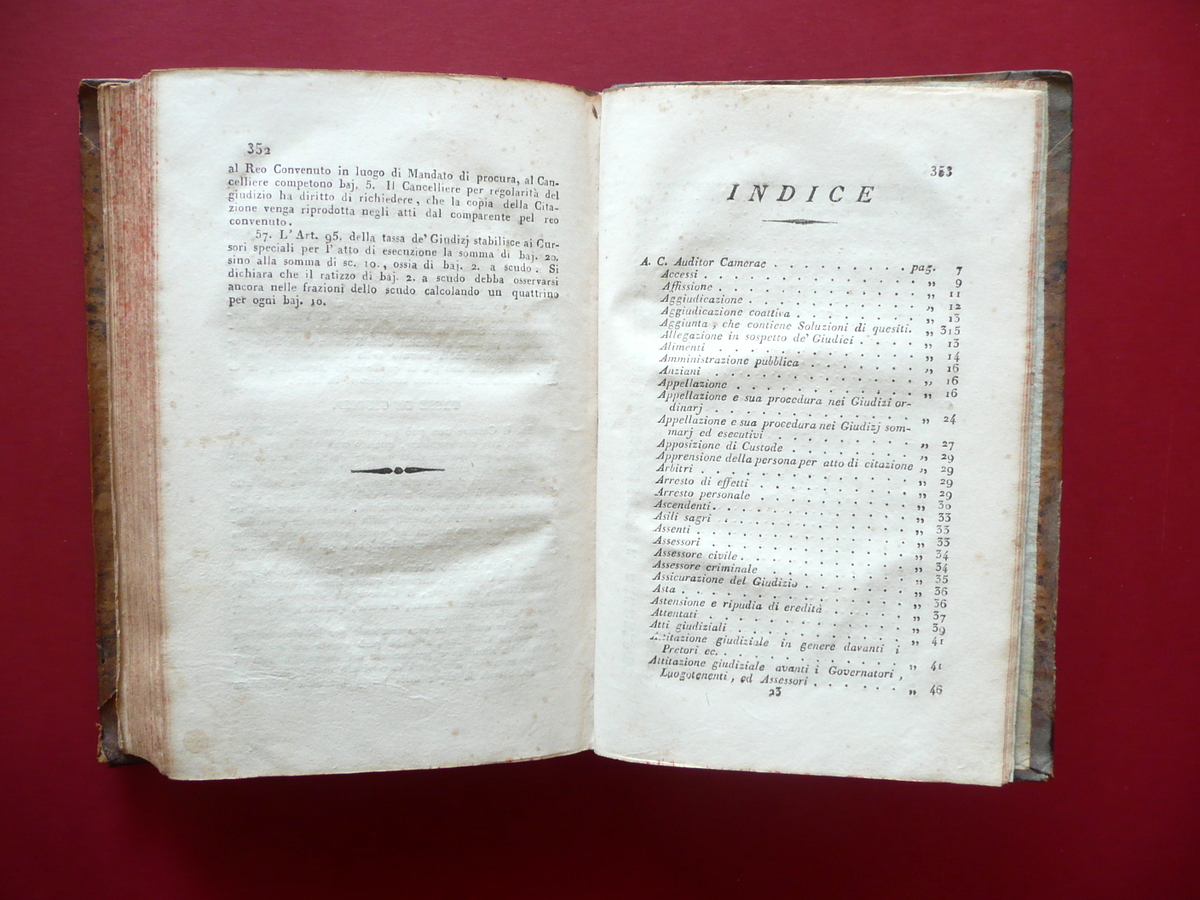 352
al Reo Convenuto in luogo di Mandato di procura, al Can-
celliere competono baj. 5. Il Cancelliere per regolarità del
giudizio ha diritto di richiedere, che la copia della Cita-
zione venga riprodotta negli atti dal comparente pel reo
convenuto.
57. L'Art. 95. della tassa de' Giudizj stabilisce ai Cur-
sori speciali per l'atto di esecuzione la somma di baj. 20.
sino alla somma di sc. 10., ossia di baj. 2. a scudo. Si
dichiara che il ratizzo di baj. 2. a scudo debba osservarsi
ancora nelle frazioni dello scudo calcolando un quattrino
per ogni baj. 10.
353
INDICE
A. C. Auditor Camerae . . . . . . . . . pag. 7
Accessi . . . . . . . . . . . . „ 9
Affissione . . . . . . . . . . . „ 11
Aggiudicazione . . . . . . . . . . „ 12
Aggiudicazione coattiva . . . . . . . . „ 13
Aggiunta, che contiene Soluzioni di quesiti. „ 315
Allegazione in sospetto de' Giudici . . . . „ 13
Alimenti . . . . . . . . . . . „ 14
Amministrazione pubblica . . . . . . . „ 16
Anziani . . . . . . . . . . . . „ 16
Appellazione . . . . . . . . . . „ 16
Appellazione e sua procedura nei Giudizi or-
dinarj . . . . . . . . . . . „ 24
Appellazione e sua procedura nei Giudizj som-
marj ed esecutivi . . . . . . . . „ 27
Apposizione di Custode . . . . . . . . „ 29
Apprensione della persona per atto di citazione „ 29
Arbitri . . . . . . . . . . . . „ 29
Arresto di effetti . . . . . . . . . „ 29
Arresto personale . . . . . . . . . „ 30
Ascendenti . . . . . . . . . . . „ 33
Asili sagri . . . . . . . . . . . „ 33
Assenti . . . . . . . . . . . . „ 33
Assessori . . . . . . . . . . . „ 34
Assessore civile . . . . . . . . . . „ 34
Assessore criminale . . . . . . . . . „ 35
Assicurazione del Giudizio . . . . . . . „ 36
Asta . . . . . . . . . . . . . „ 36
Astensione e ripudia di eredità . . . . . „ 37
Attentati . . . . . . . . . . . „ 39
Atti giudiziali . . . . . . . . . . „ 41
Attitazione giudiziale in genere davanti i
Pretori ec. . . . . . . . . . . „ 41
Attitazione giudiziale avanti i Governatori,
Luogotenenti, ed Assessori . . . . . . „ 46
23